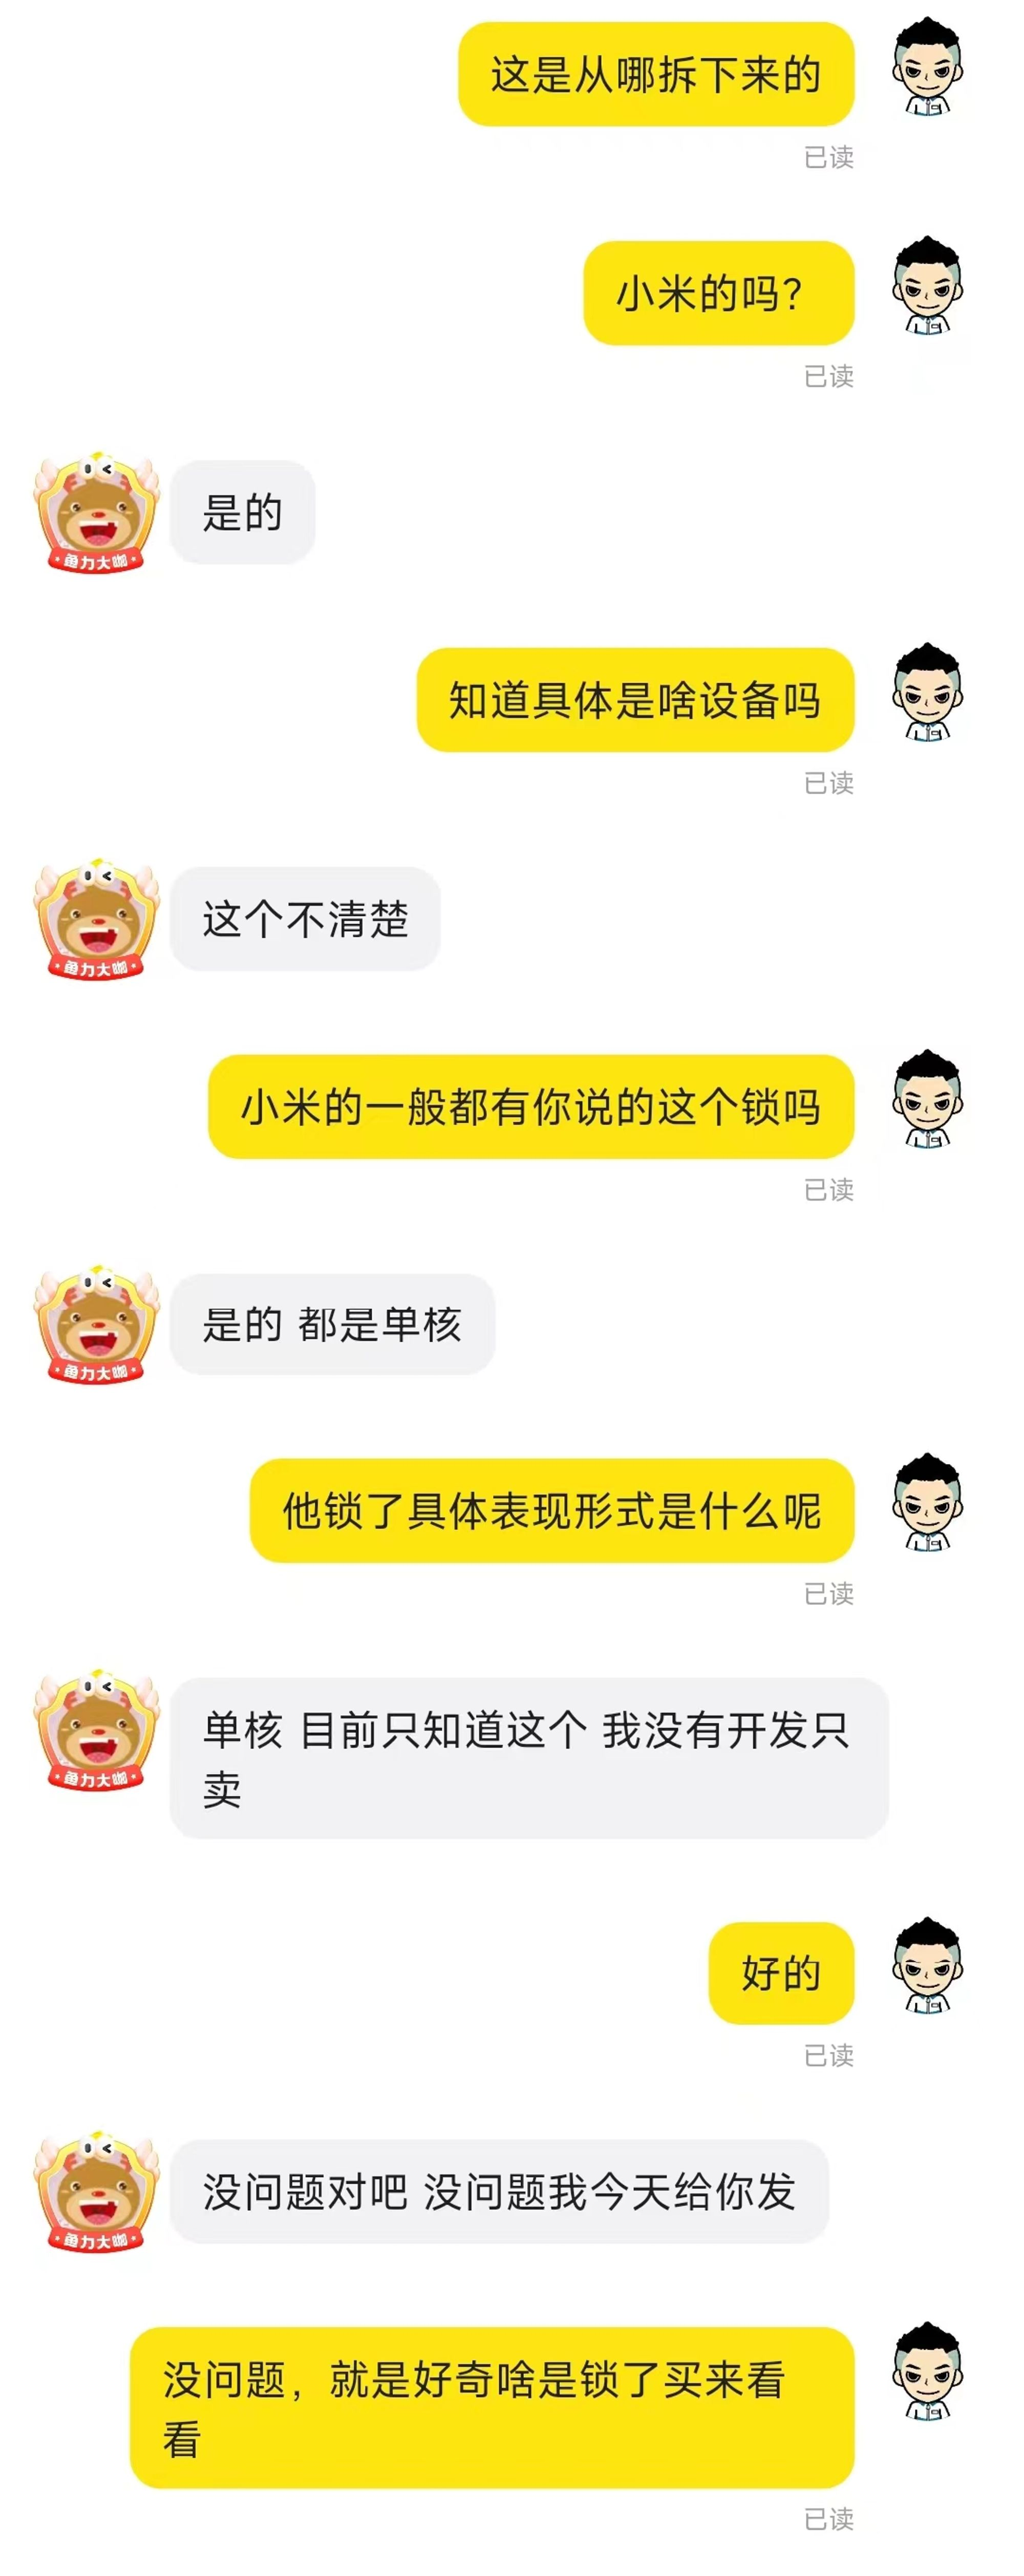 这是从哪拆下来的
已读
小米的吗？
已读
鱼力大咖
是的
知道具体是啥设备吗
已读
鱼力大咖
这个不清楚
小米的一般都有你说的这个锁吗
已读
鱼力大咖
是的 都是单核
他锁了具体表现形式是什么呢
已读
鱼力大咖
单核 目前只知道这个 我没有开发只
卖
好的
已读
鱼力大咖
没问题对吧 没问题我今天给你发
没问题，就是好奇啥是锁了买来看
看
已读